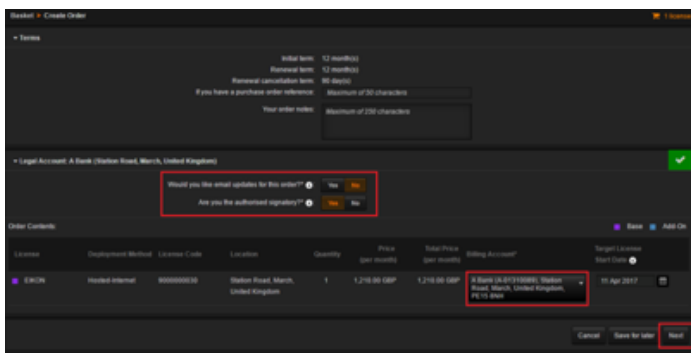 Basket ▸ Create Order
1 license
Terms
Initial term: 12 month(s)
Renewal term: 12 month(s)
Renewal cancellation term: 90 day(s)
If you have a purchase order reference: Maximum of 50 characters
Your order notes: Maximum of 250 characters
Legal Account: A Bank (Station Road, March, United Kingdom)
Would you like email updates for this order?* Yes No
Are you the authorised signatory?* Yes No
Order Contents: Base Add-On
License Deployment Method License Code Location Quantity Price (per month) Total Price (per month) Billing Account* Target License Start Date
EIKON Hosted-Internet Station Road, March, United Kingdom 1 1,210.00 GBP 1,210.00 GBP A Bank Station Road, March, United Kingdom, PE15 8NH 11 Apr 2017
Cancel Save for later Next